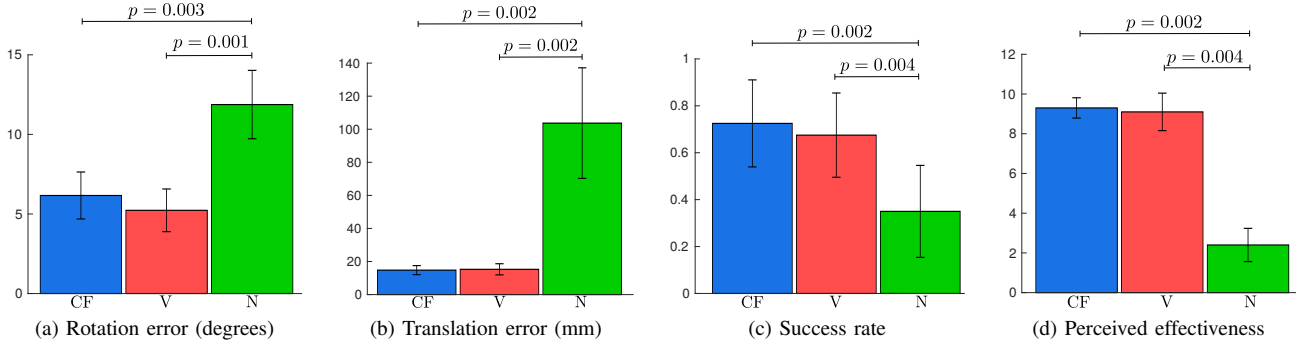 p = 0.003
p = 0.001
15
10
5
0
CF
V
N
(a) Rotation error (degrees)
p = 0.002
p = 0.002
140
120
100
80
60
40
20
0
CF
V
N
(b) Translation error (mm)
p = 0.002
p = 0.004
1
0.8
0.6
0.4
0.2
0
CF
V
N
(c) Success rate
p = 0.002
p = 0.004
12
10
8
6
4
2
0
CF
V
N
(d) Perceived effectiveness